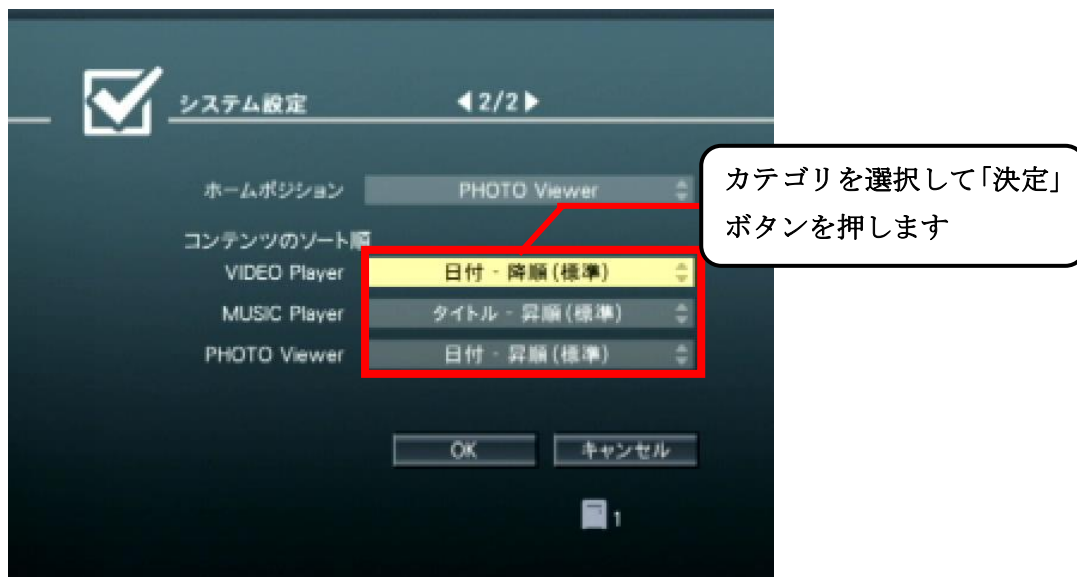 システム設定 ◀2/2▶
ホームポジション PHOTO Viewer
カテゴリを選択して「決定」
ボタンを押します
コンテンツのソート順
VIDEO Player 日付 - 降順(標準)
MUSIC Player タイトル - 昇順(標準)
PHOTO Viewer 日付 - 昇順(標準)
OK キャンセル
1